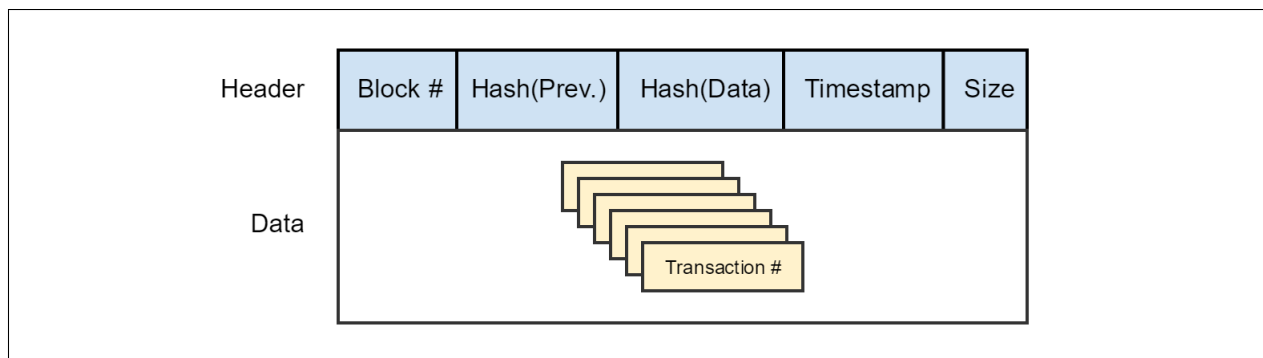 Header Block # Hash(Prev.) Hash(Data) Timestamp Size
Data
Transaction #